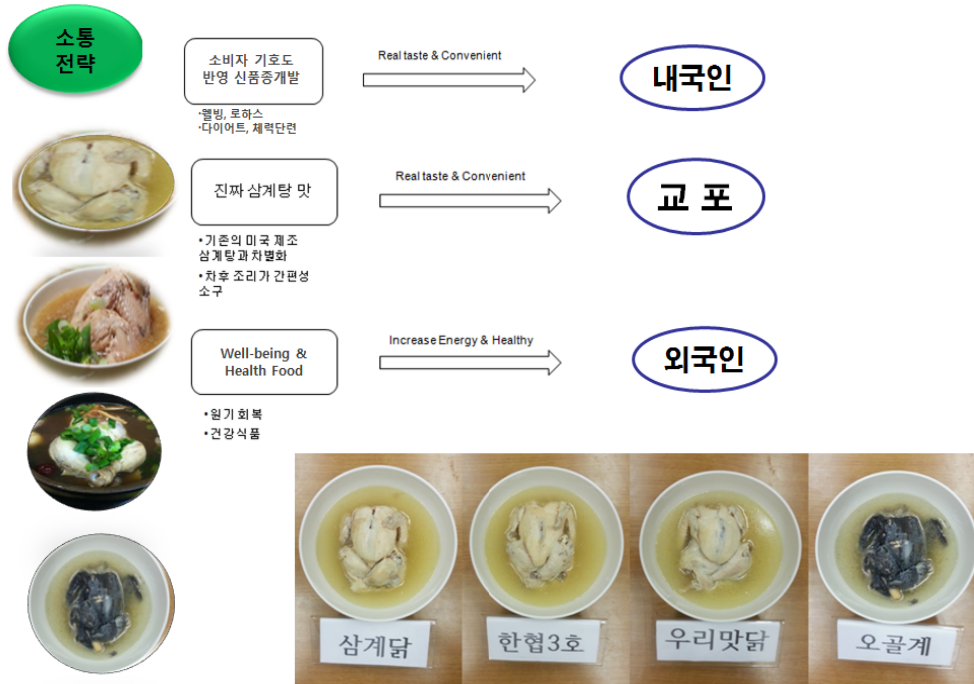 소통
전략
소비자 기호도
반영 신품종개발
·웰빙, 로하스
·다이어트, 체력단련
Real taste & Convenient
내국인
진짜 삼계탕 맛
•기존의 미국 제조
삼계탕과 차별화
•차후 조리가 간편성
소구
Real taste & Convenient
교 포
Well-being &
Health Food
•원기 회복
•건강식품
Increase Energy & Healthy
외국인
삼계닭
한협3호
우리맛닭
오골계